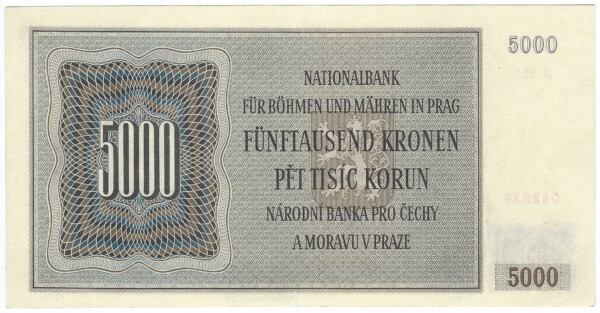 5000
NATIONALBANK
FÜR BÖHMEN UND MÄHREN IN PRAG
FÜNFTAUSEND KRONEN
PĚT TISÍC KORUN
NÁRODNÍ BANKA PRO ČECHY
A MORAVU V PRAZE
5000
5000